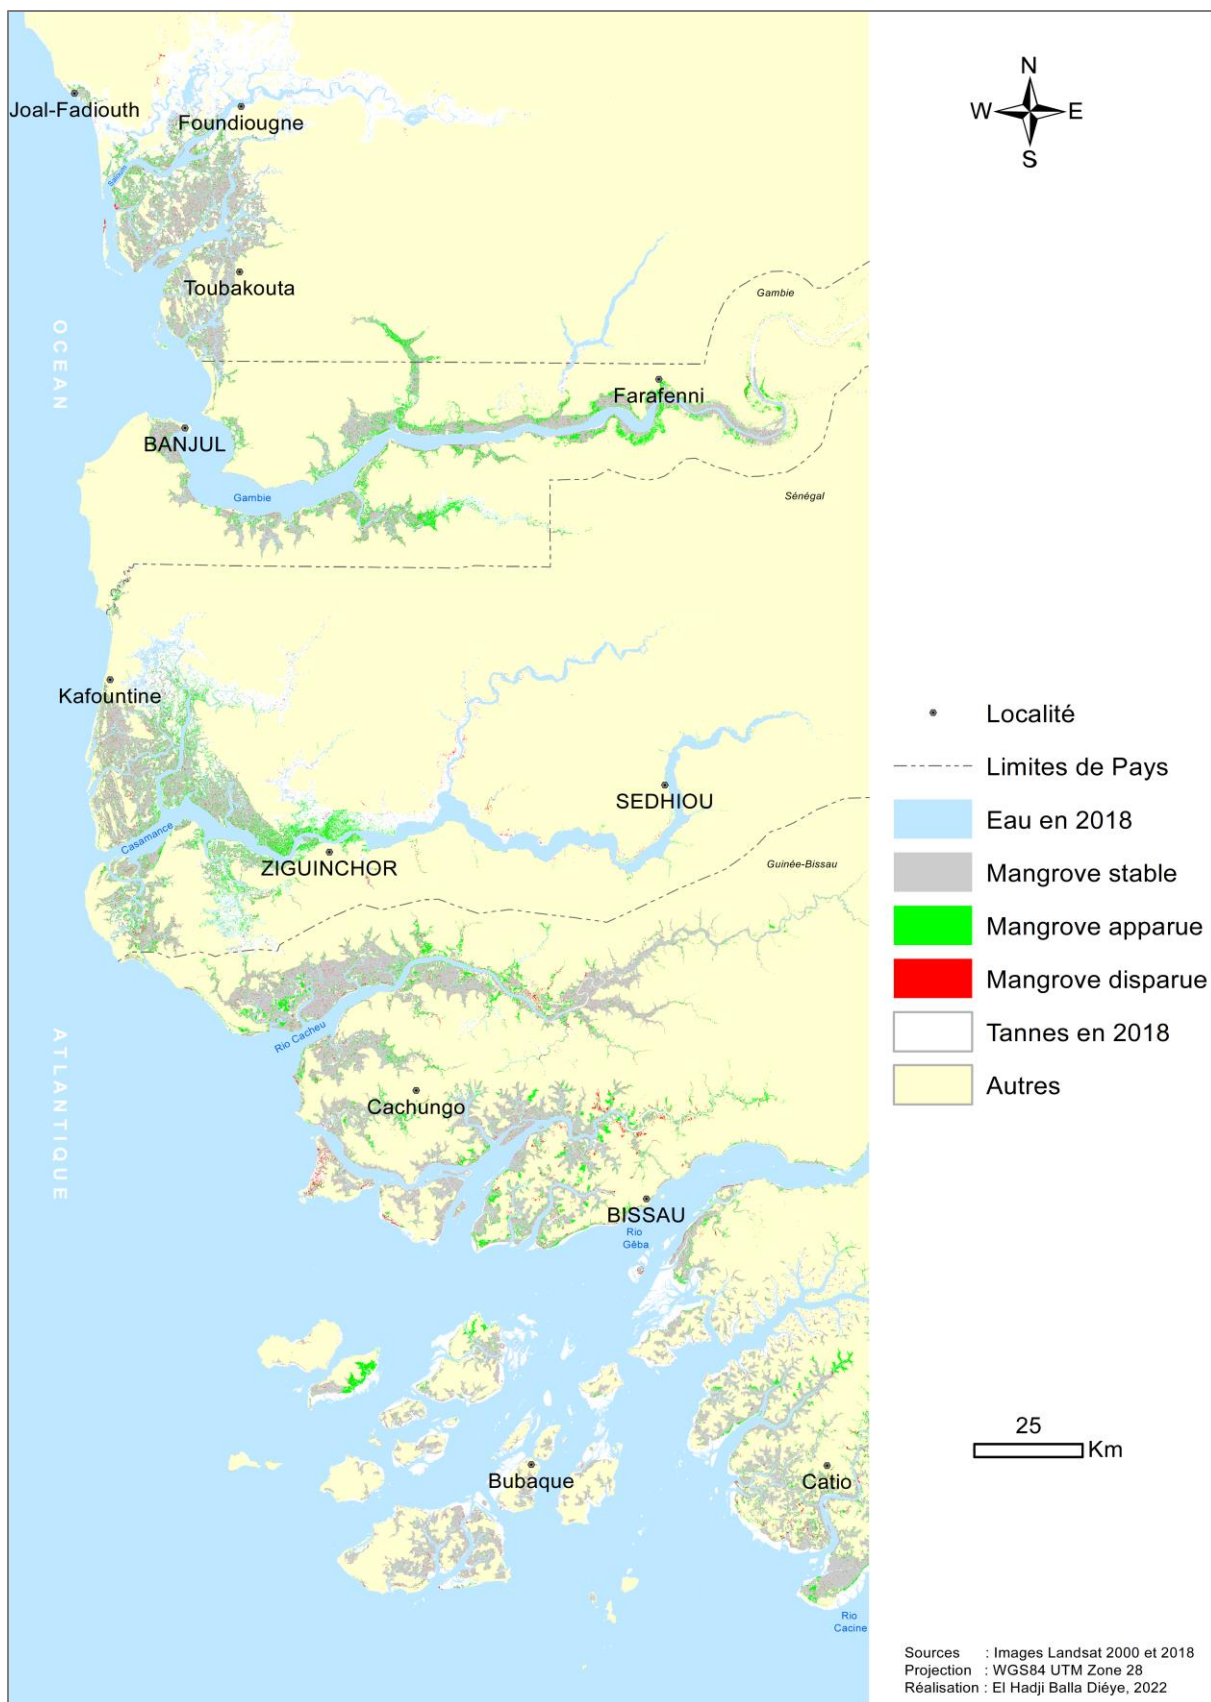 N
W
E
S
Joal-Fadiouth
Foundiougne
Saloum
Toubakouta
Gambie
OCEAN
Farafenni
BANJUL
Gambie
Sénégal
Kafountine
SEDHIOU
Casamance
ZIGUINCHOR
Guinée-Bissau
Rio Cacheu
ATLANTIQUE
Cachungo
BISSAU
Rio
Gêba
Bubaque
Catio
Rio
Cacine
Localité
Limites de Pays
Eau en 2018
Mangrove stable
Mangrove apparue
Mangrove disparue
Tannes en 2018
Autres
25
Km
Sources : Images Landsat 2000 et 2018
Projection : WGS84 UTM Zone 28
Réalisation : El Hadji Balla Diéye, 2022